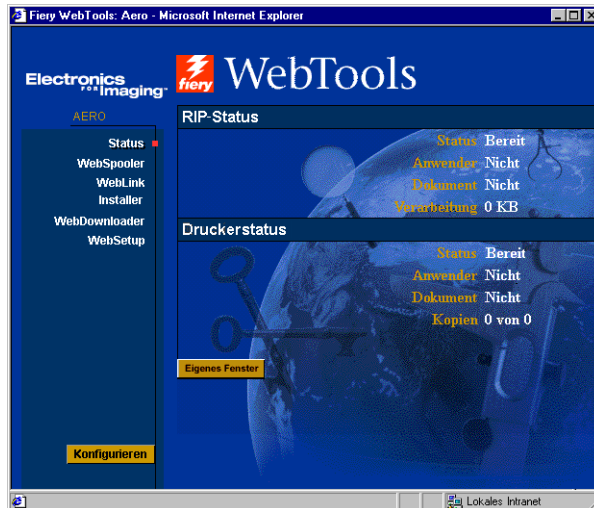 Fiery WebTools: Aero - Microsoft Internet Explorer
Electronics
FOR Imaging
fiery WebTools
AERO
Status
WebSpooler
WebLink
Installer
WebDownloader
WebSetup
Konfigurieren
RIP-Status
Status Bereit
Anwender Nicht
Dokument Nicht
Verarbeitung 0 KB
Druckerstatus
Status Bereit
Anwender Nicht
Dokument Nicht
Kopien 0 von 0
Eigenes Fenster
Lokales Intranet